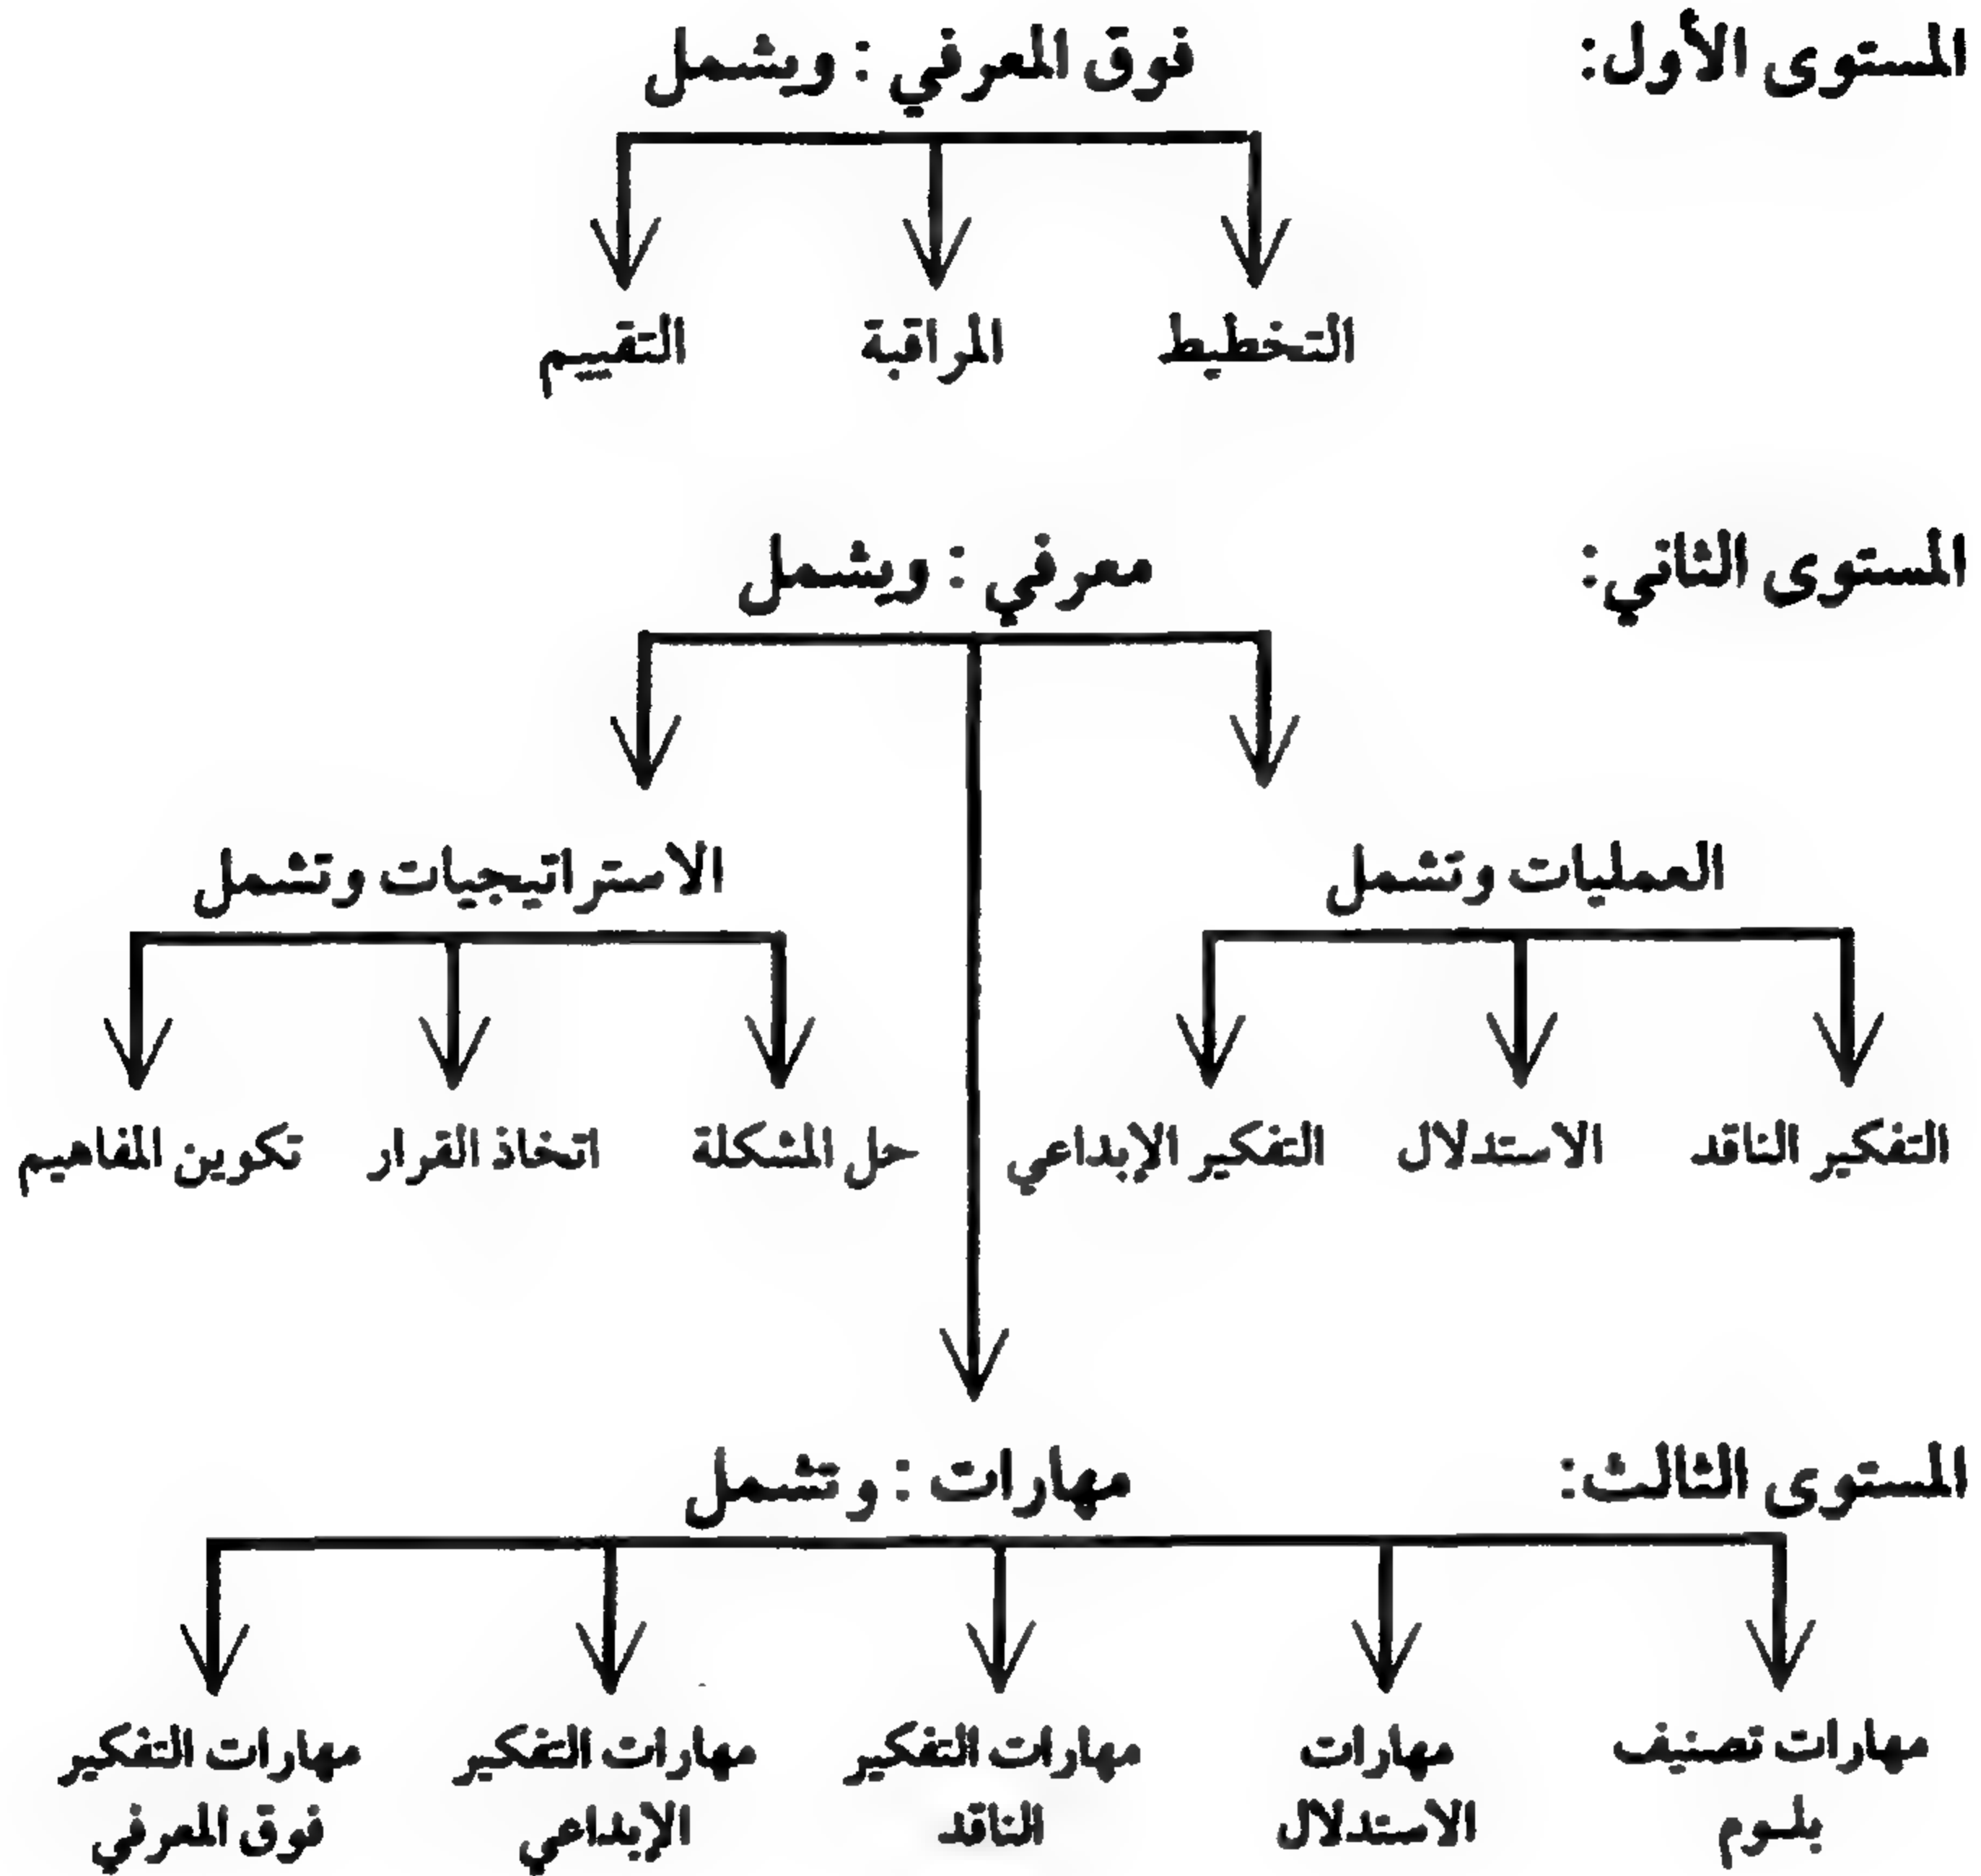 المستوى الأول: فوق المعرفي : ويشمل
التخطيط المراقبة التقييم
المستوى الثاني: معرفي : ويشمل
العمليات وتشمل الاستراتيجيات وتشمل
التفكير الناقد الاستدلال التفكير الإبداعي حل المشكلة اتخاذ القرار تكوين المفاهيم
المستوى الثالث: مهارات : وتشمل
مهارات تصنيف مهارات مهارات التفكير مهارات التفكير مهارات التفكير
بلوم الاستدلال الناقد الإبداعي فوق المعرفي